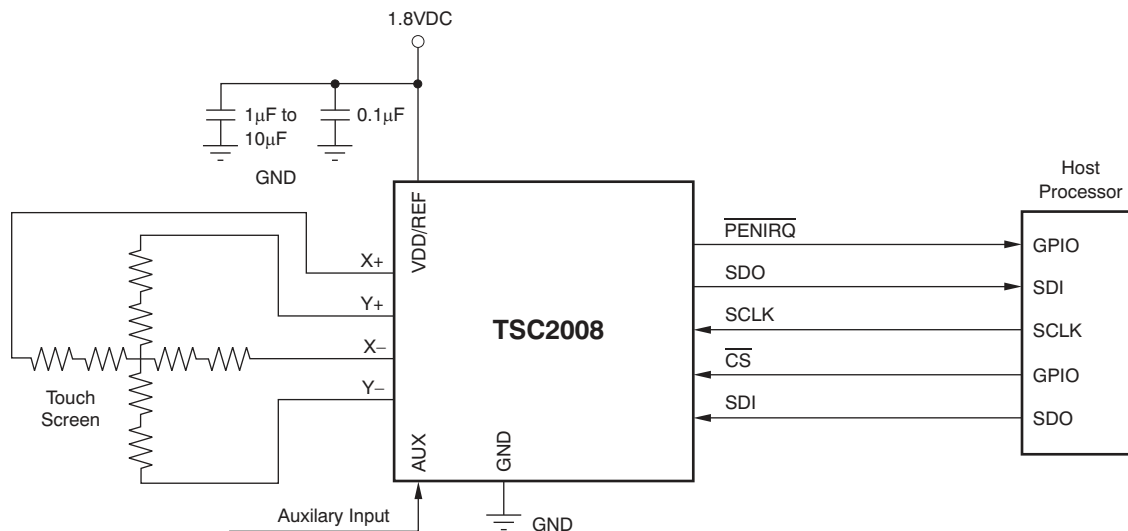 1.8VDC
1μF to
10μF
0.1μF
GND
Host
Processor
VDD/REF
PENIRQ
GPIO
X+
SDO
SDI
Y+
TSC2008
SCLK
SCLK
X−
CS
GPIO
Y−
SDI
SDO
Touch
Screen
AUX
GND
Auxilary Input
GND